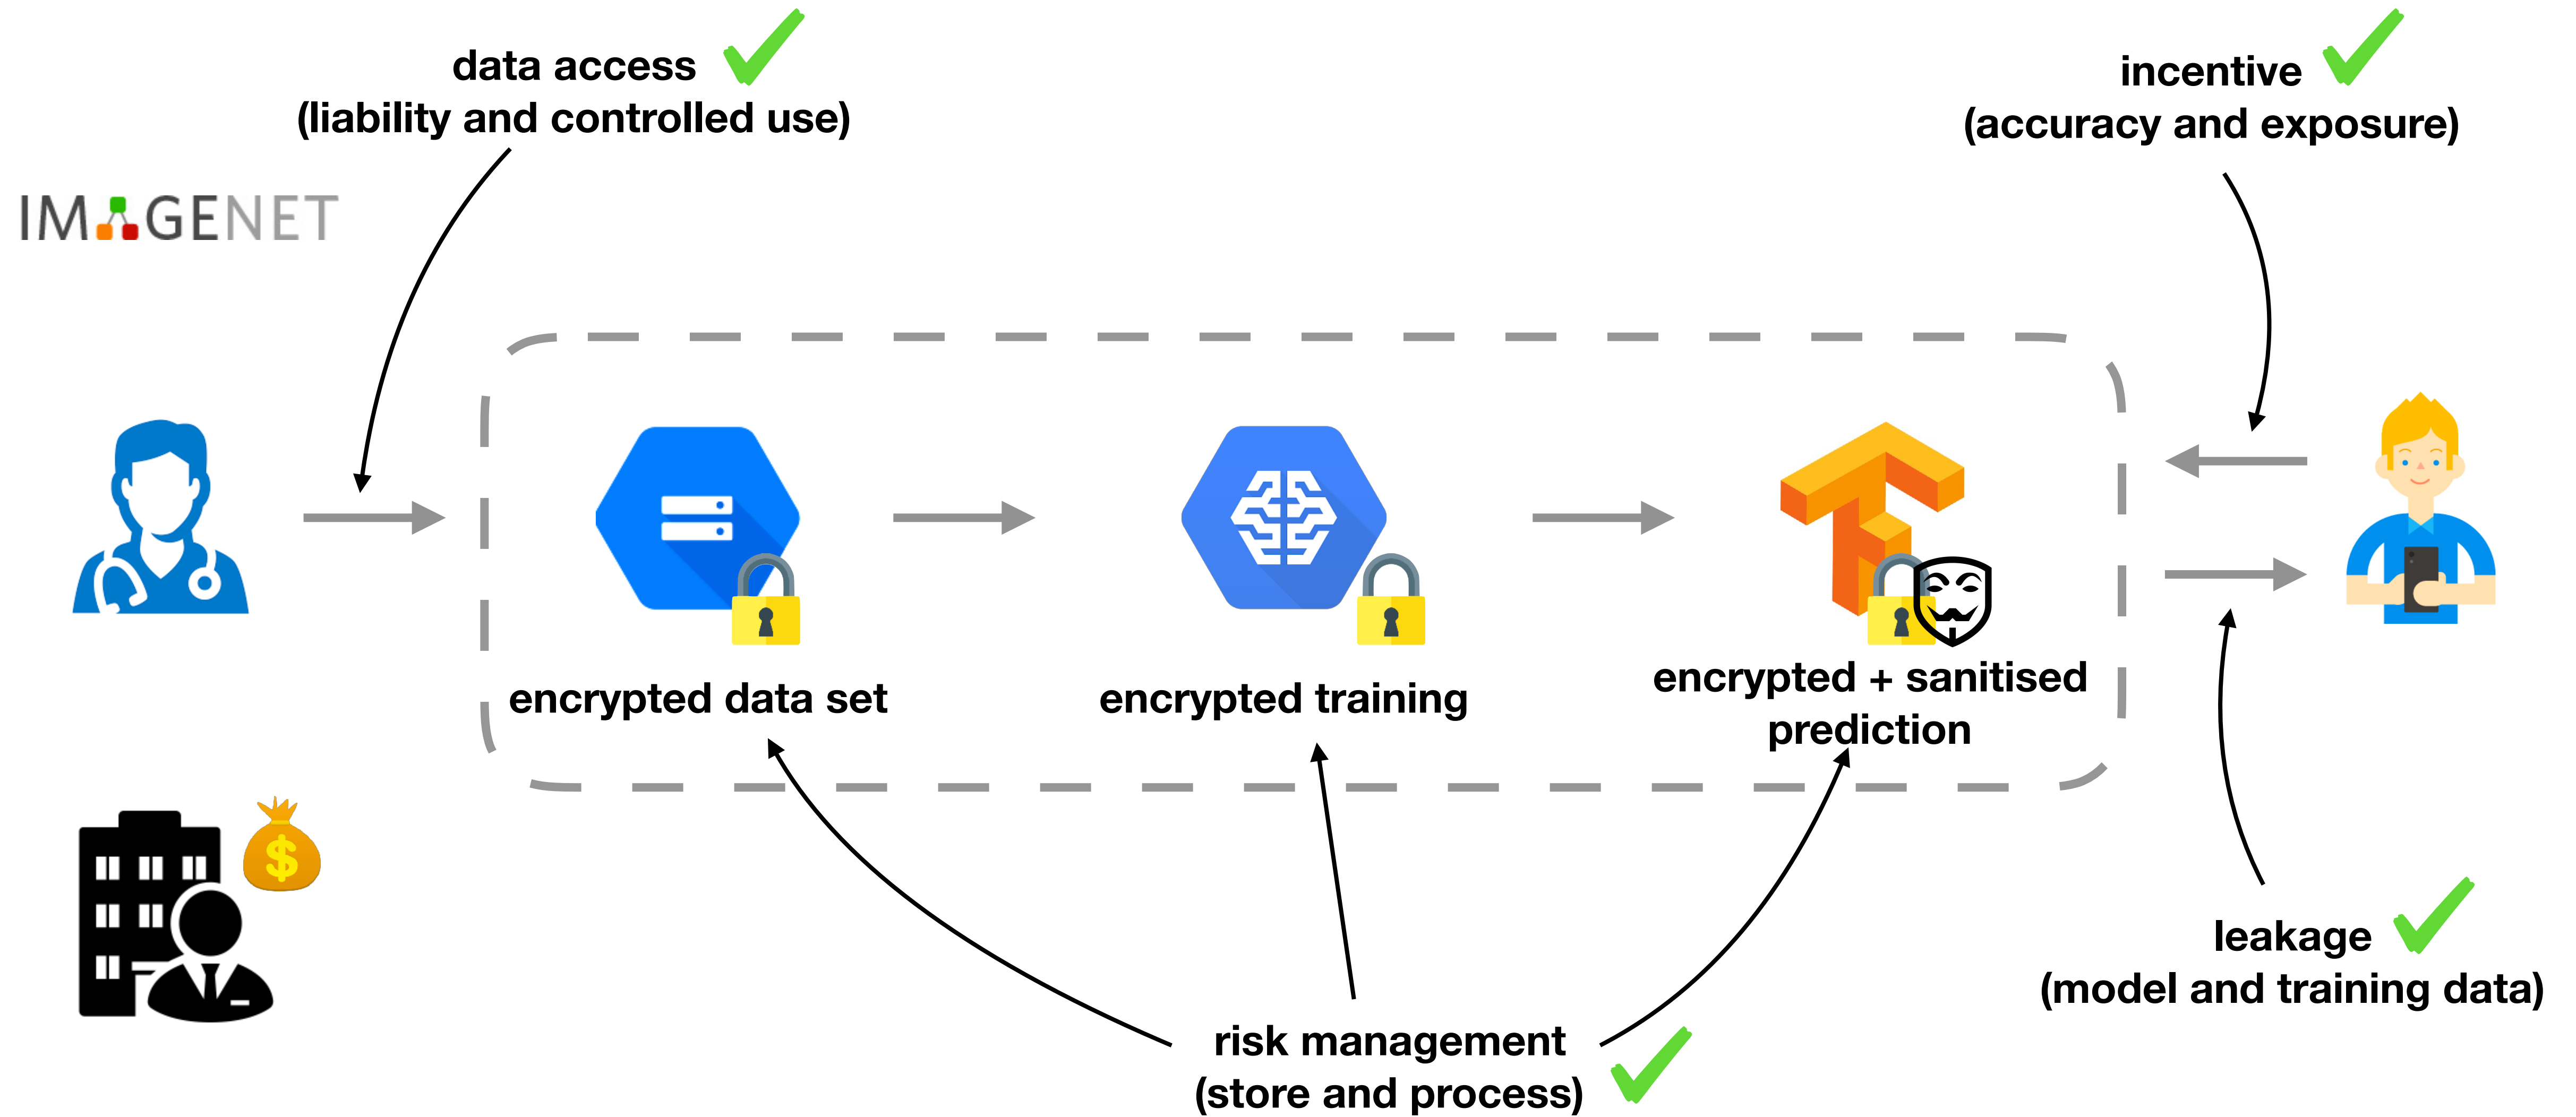 data access
(liability and controlled use)
incentive
(accuracy and exposure)
IMAGENET
encrypted data set
encrypted training
encrypted + sanitised
prediction
leakage
(model and training data)
risk management
(store and process)